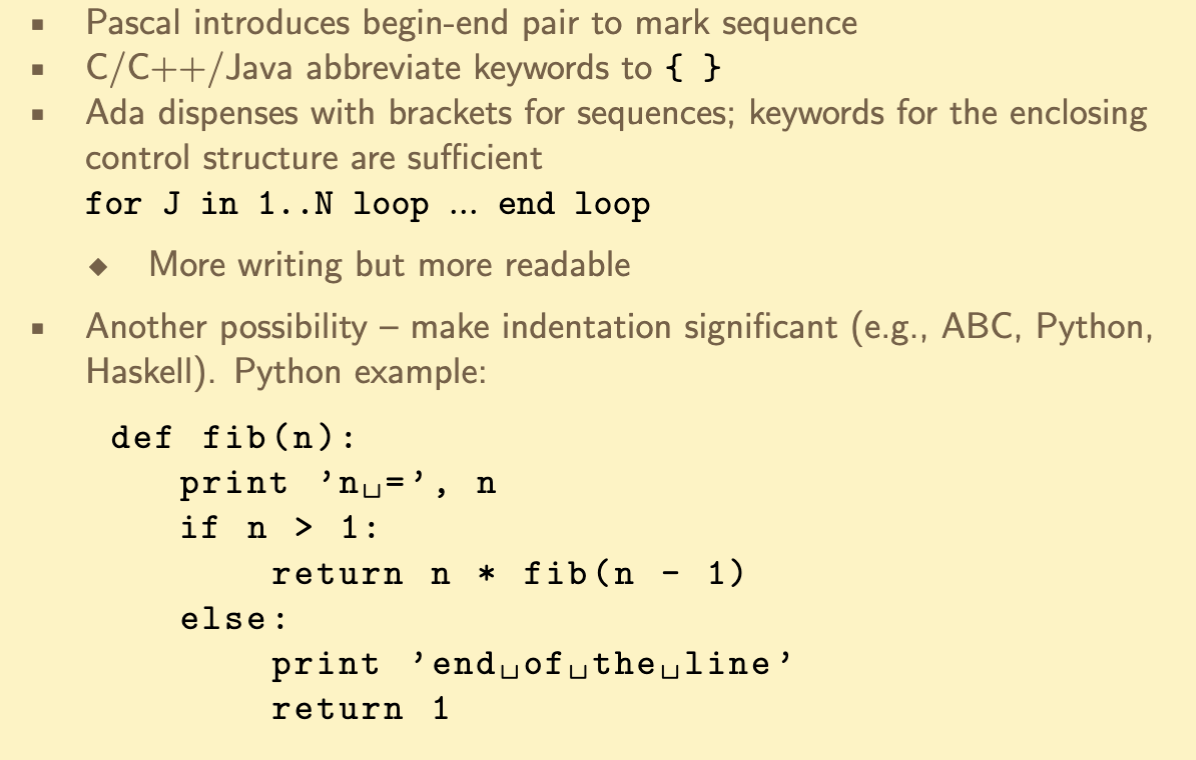 ▪ Pascal introduces begin-end pair to mark sequence
▪ C/C++/Java abbreviate keywords to { }
▪ Ada dispenses with brackets for sequences; keywords for the enclosing
control structure are sufficient
for J in 1..N loop … end loop
◆ More writing but more readable
▪ Another possibility – make indentation significant (e.g., ABC, Python,
Haskell). Python example:
def fib(n):
    print ’n␣=’, n
    if n > 1:
        return n * fib(n - 1)
    else:
        print ’end␣of␣the␣line’
        return 1